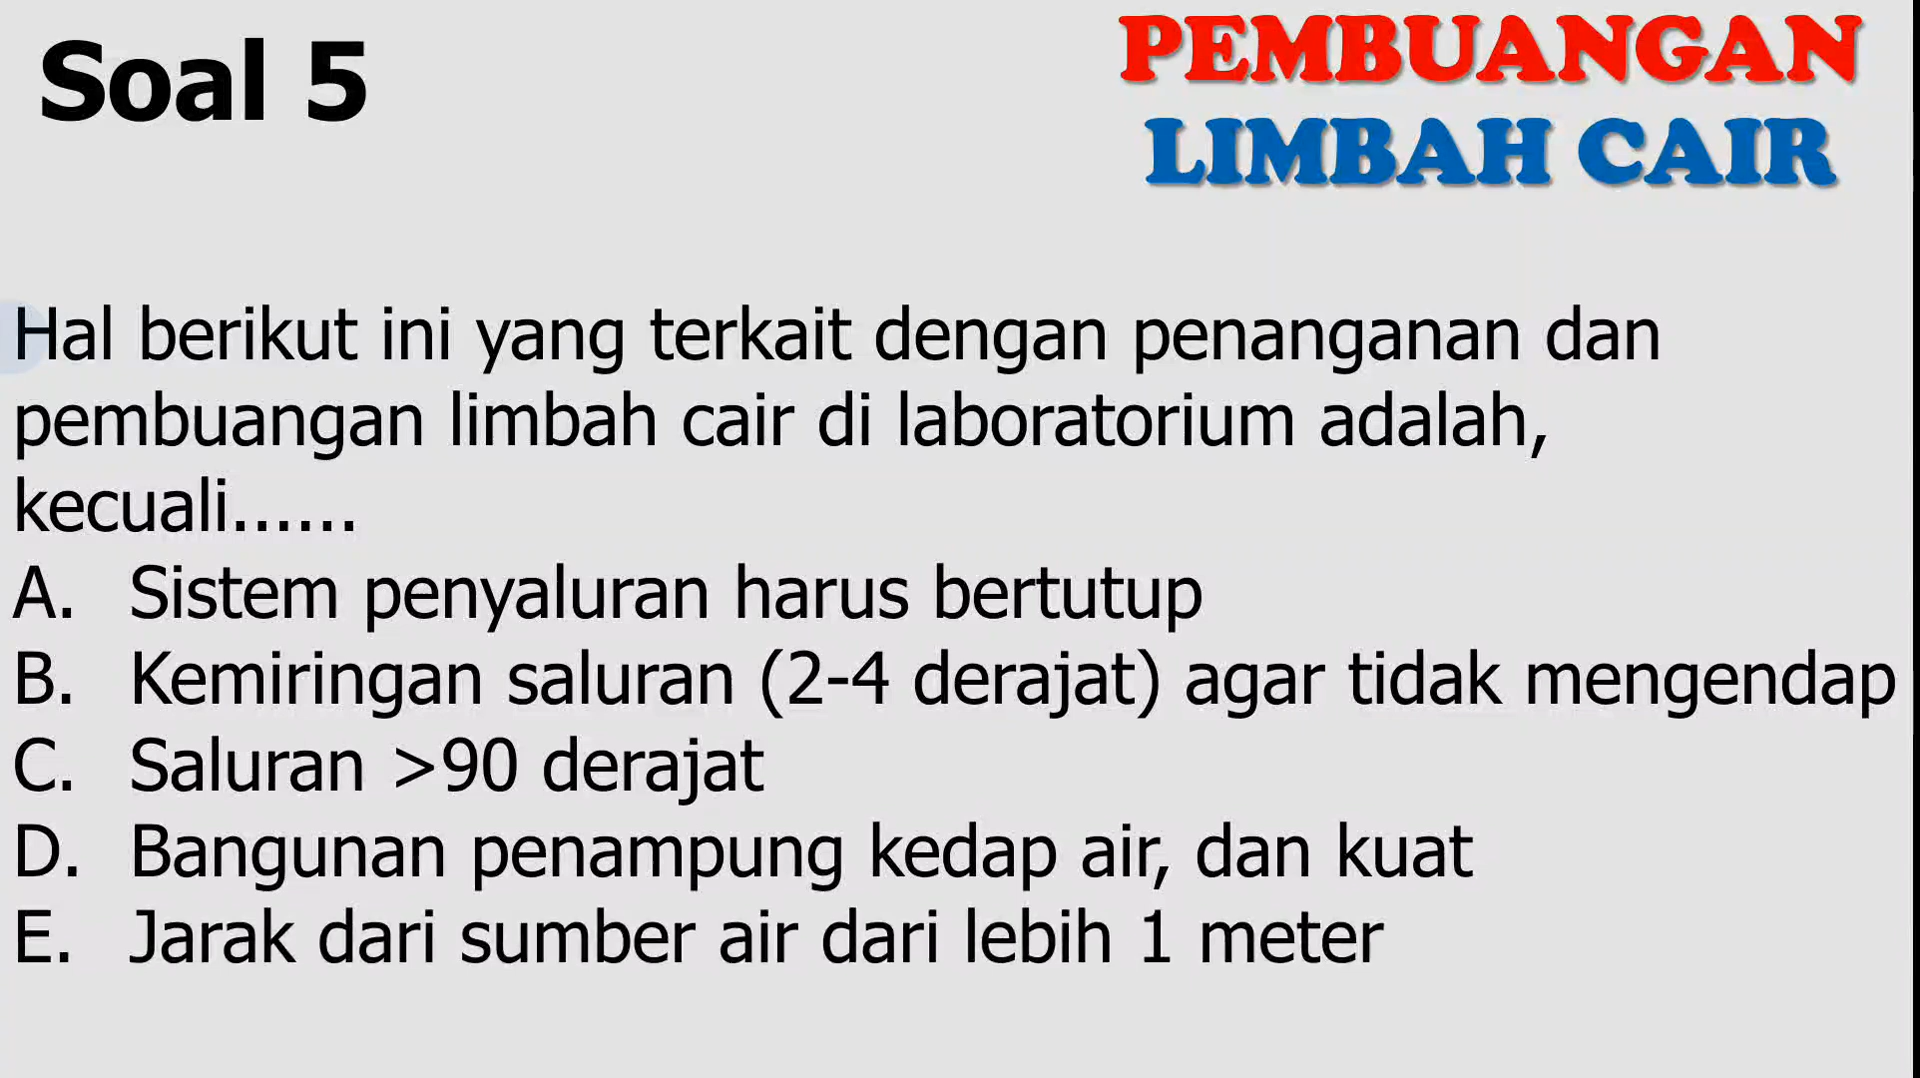 Soal 5
PEMBUANGAN
LIMBAH CAIR
Hal berikut ini yang terkait dengan penanganan dan
pembuangan limbah cair di laboratorium adalah,
kecuali......
A. Sistem penyaluran harus bertutup
B. Kemiringan saluran (2-4 derajat) agar tidak mengendap
C. Saluran >90 derajat
D. Bangunan penampung kedap air, dan kuat
E. Jarak dari sumber air dari lebih 1 meter